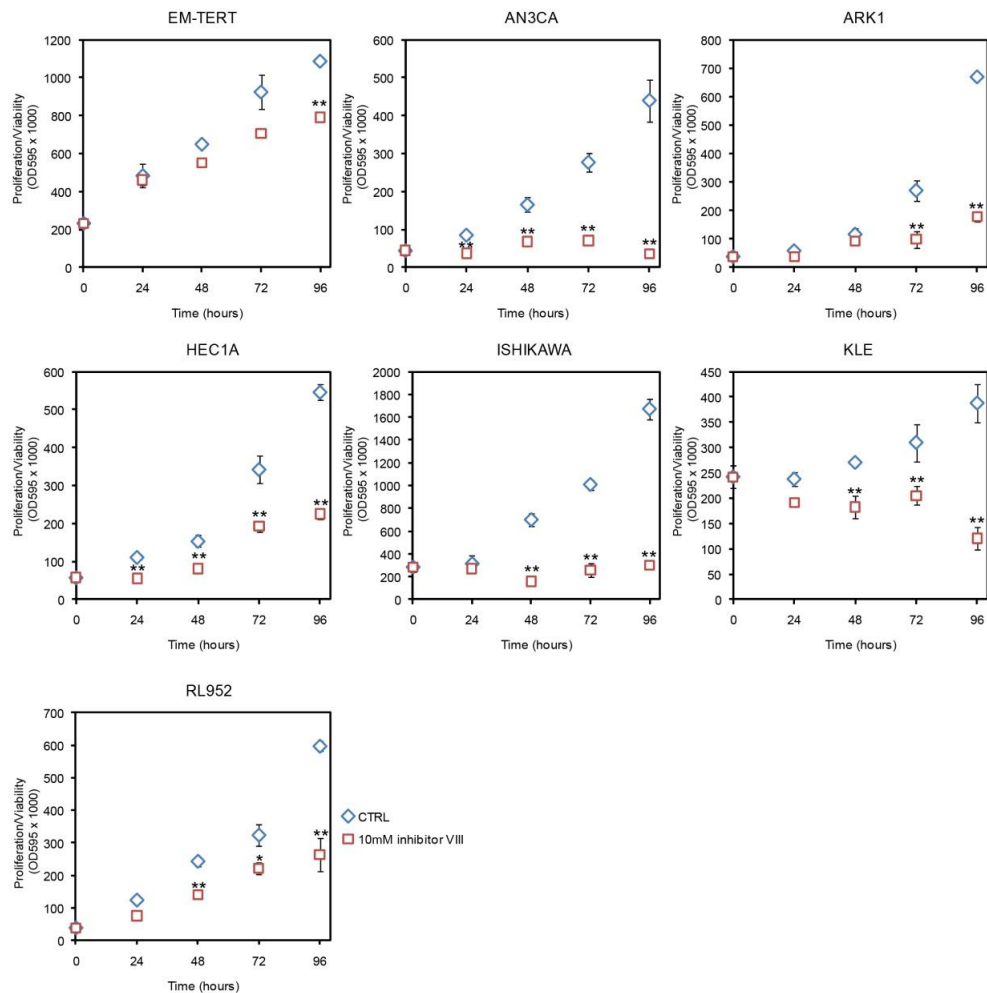 EM-TERT
Proliferation/Viability
(OD595 x 1000)
1200
1000
800
600
400
200
0
**
0 24 48 72 96
Time (hours)
AN3CA
Proliferation/Viability
(OD595 x 1000)
600
500
400
300
200
100
0
** ** ** **
0 24 48 72 96
Time (hours)
ARK1
Proliferation/Viability
(OD595 x 1000)
800
700
600
500
400
300
200
100
0
** **
0 24 48 72 96
Time (hours)
HEC1A
Proliferation/Viability
(OD595 x 1000)
600
500
400
300
200
100
0
** ** ** **
0 24 48 72 96
Time (hours)
ISHIKAWA
Proliferation/Viability
(OD595 x 1000)
2000
1800
1600
1400
1200
1000
800
600
400
200
0
** ** **
0 24 48 72 96
Time (hours)
KLE
Proliferation/Viability
(OD595 x 1000)
450
400
350
300
250
200
150
100
50
0
** ** **
0 24 48 72 96
Time (hours)
RL952
Proliferation/Viability
(OD595 x 1000)
700
600
500
400
300
200
100
0
** * **
0 24 48 72 96
Time (hours)
CTRL
10mM inhibitor VIII